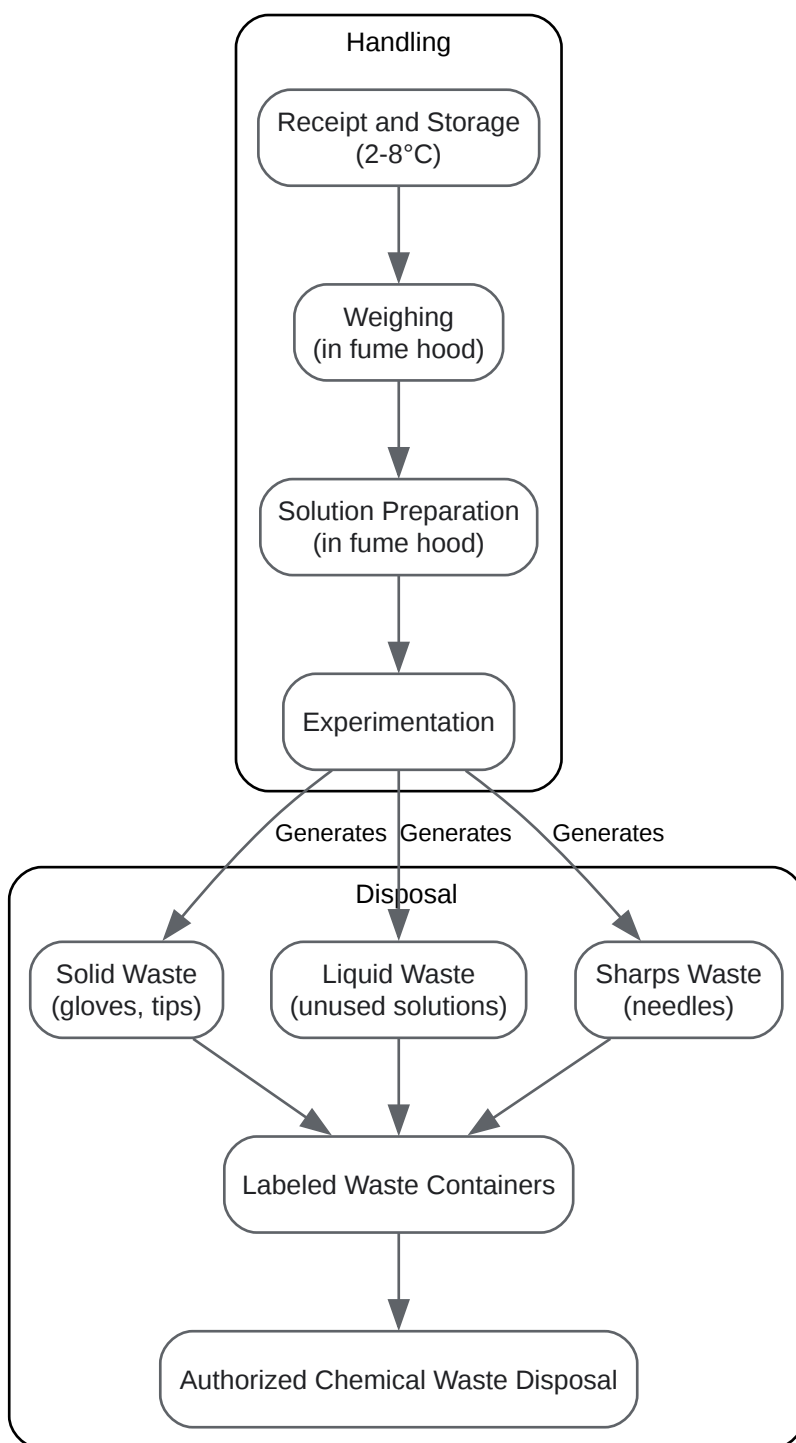 Handling
Receipt and Storage
(2-8°C)
Weighing
(in fume hood)
Solution Preparation
(in fume hood)
Experimentation
Generates
Generates
Generates
Disposal
Solid Waste
(gloves, tips)
Liquid Waste
(unused solutions)
Sharps Waste
(needles)
Labeled Waste Containers
Authorized Chemical Waste Disposal